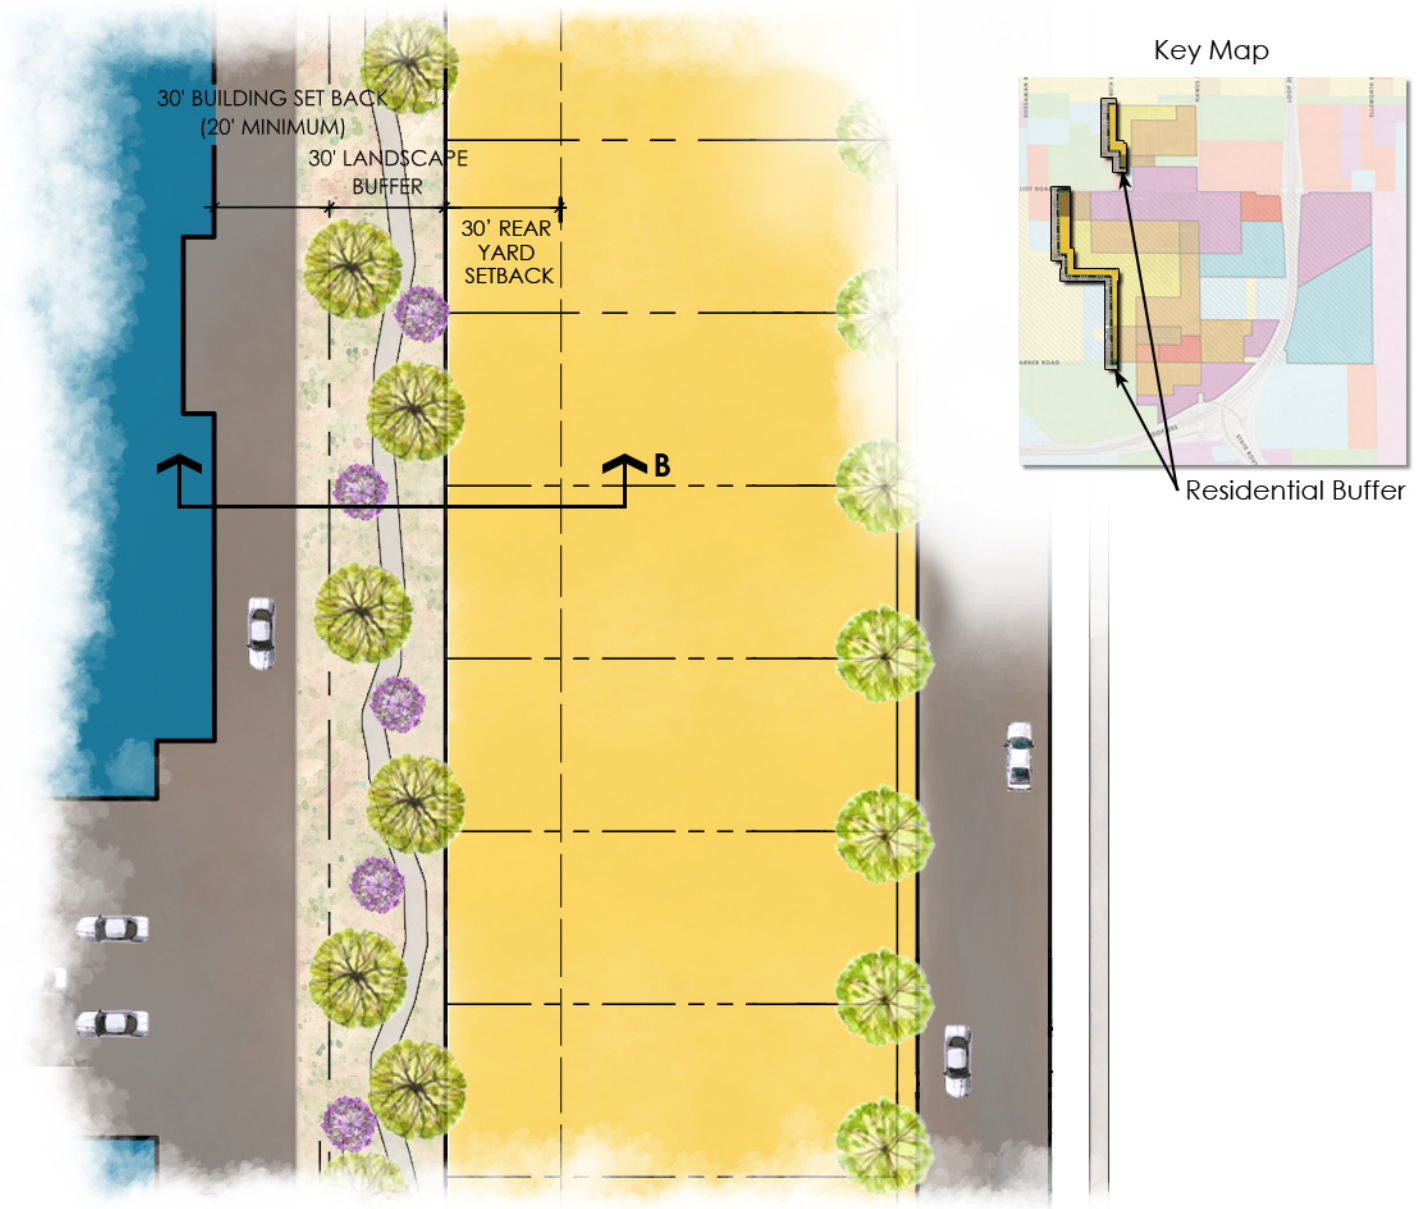 Key Map
30' BUILDING SET BACK
(20' MINIMUM)
30' LANDSCAPE
BUFFER
30' REAR
YARD
SETBACK
B
Residential Buffer